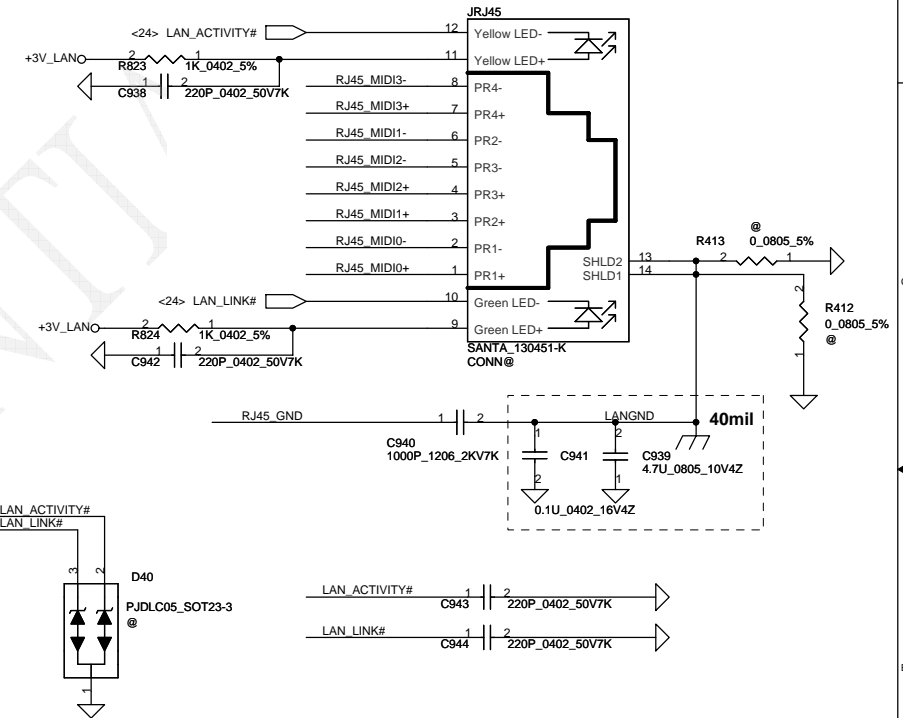 JRJ45
<24> LAN_ACTIVITY# 12 Yellow LED-
+3V_LAN 2 1 11 Yellow LED+
R823 1K_0402_5%
1 2
C938 220P_0402_50V7K
RJ45_MIDI3- 8 PR4-
RJ45_MIDI3+ 7 PR4+
RJ45_MIDI1- 6 PR2-
RJ45_MIDI2- 5 PR3-
RJ45_MIDI2+ 4 PR3+
RJ45_MIDI1+ 3 PR2+
RJ45_MIDI0- 2 PR1-
RJ45_MIDI0+ 1 PR1+
SHLD2 13
SHLD1 14
R413 @
0_0805_5%
2 1
2
R412
0_0805_5%
@
1
<24> LAN_LINK# 10 Green LED-
+3V_LAN 2 1 9 Green LED+
R824 1K_0402_5%
1 2
C942 220P_0402_50V7K
SANTA_130451-K
CONN@
RJ45_GND 1 2 LANGND 40mil
C940
1000P_1206_2KV7K
1 C941 2 C939
4.7U_0805_10V4Z
2 1
0.1U_0402_16V4Z
LAN_ACTIVITY#
LAN_LINK#
3 2 D40
PJDLC05_SOT23-3
@
1
LAN_ACTIVITY# 1 2
C943 220P_0402_50V7K
LAN_LINK# 1 2
C944 220P_0402_50V7K